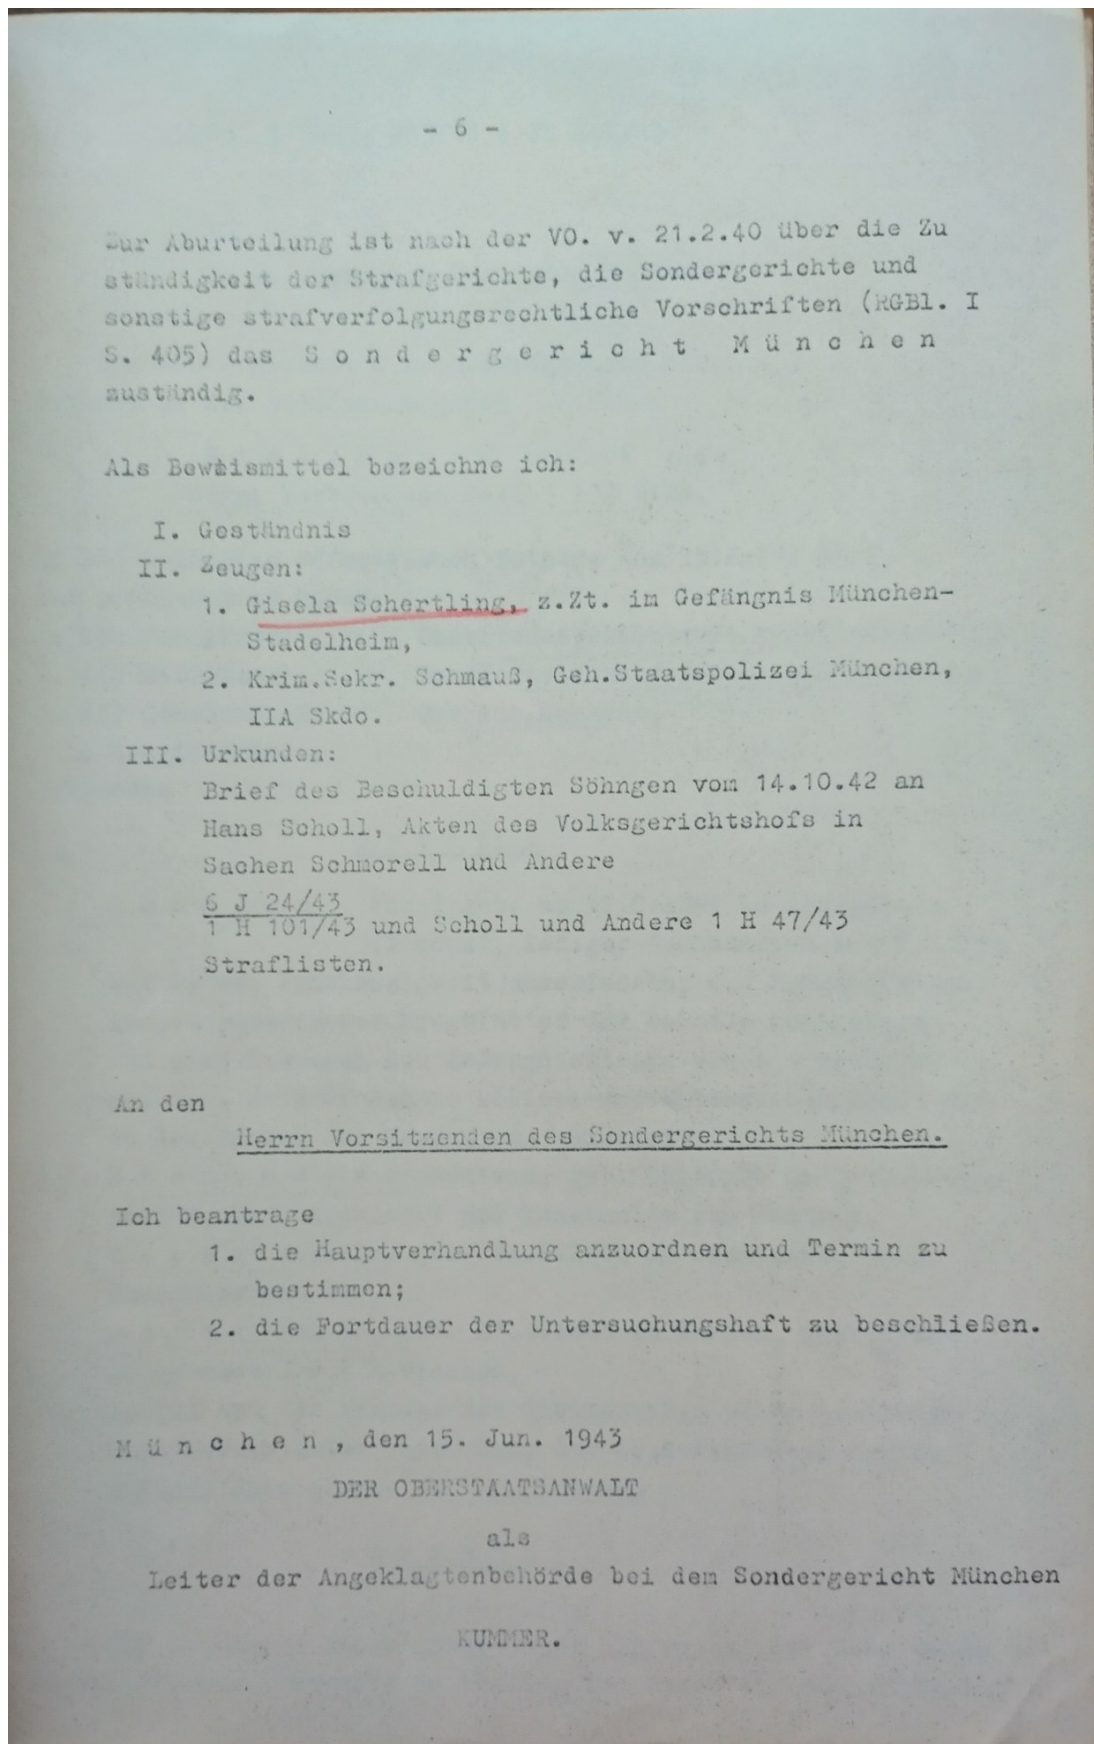 - 6 -
Zur Aburteilung ist nach der VO. v. 21.2.40 über die Zu
ständigkeit der Strafgerichte, die Sondergerichte und
sonstige strafverfolgungsrechtliche Vorschriften (RGBl. I
S. 405) das S o n d e r g e r i c h t M ü n c h e n
zuständig.
Als Beweismittel bezeichne ich:
I. Geständnis
II. Zeugen:
1. Gisela Schertling, z.Zt. im Gefängnis München-
Stadelheim,
2. Krim.Sekr. Schmauß, Geh.Staatspolizei München,
IIA Skdo.
III. Urkunden:
Brief des Beschuldigten Söhngen vom 14.10.42 an
Hans Scholl, Akten des Volksgerichtshofs in
Sachen Schmorell und Andere
6 J 24/43
1 H 101/43 und Scholl und Andere 1 H 47/43
Straflisten.
An den
Herrn Vorsitzenden des Sondergerichts München.
Ich beantrage
1. die Hauptverhandlung anzuordnen und Termin zu
bestimmen;
2. die Fortdauer der Untersuchungshaft zu beschließen.
M ü n c h e n , den 15. Jun. 1943
DER OBERSTAATSANWALT
als
Leiter der Angeklagtenbehörde bei dem Sondergericht München
KUMMER.